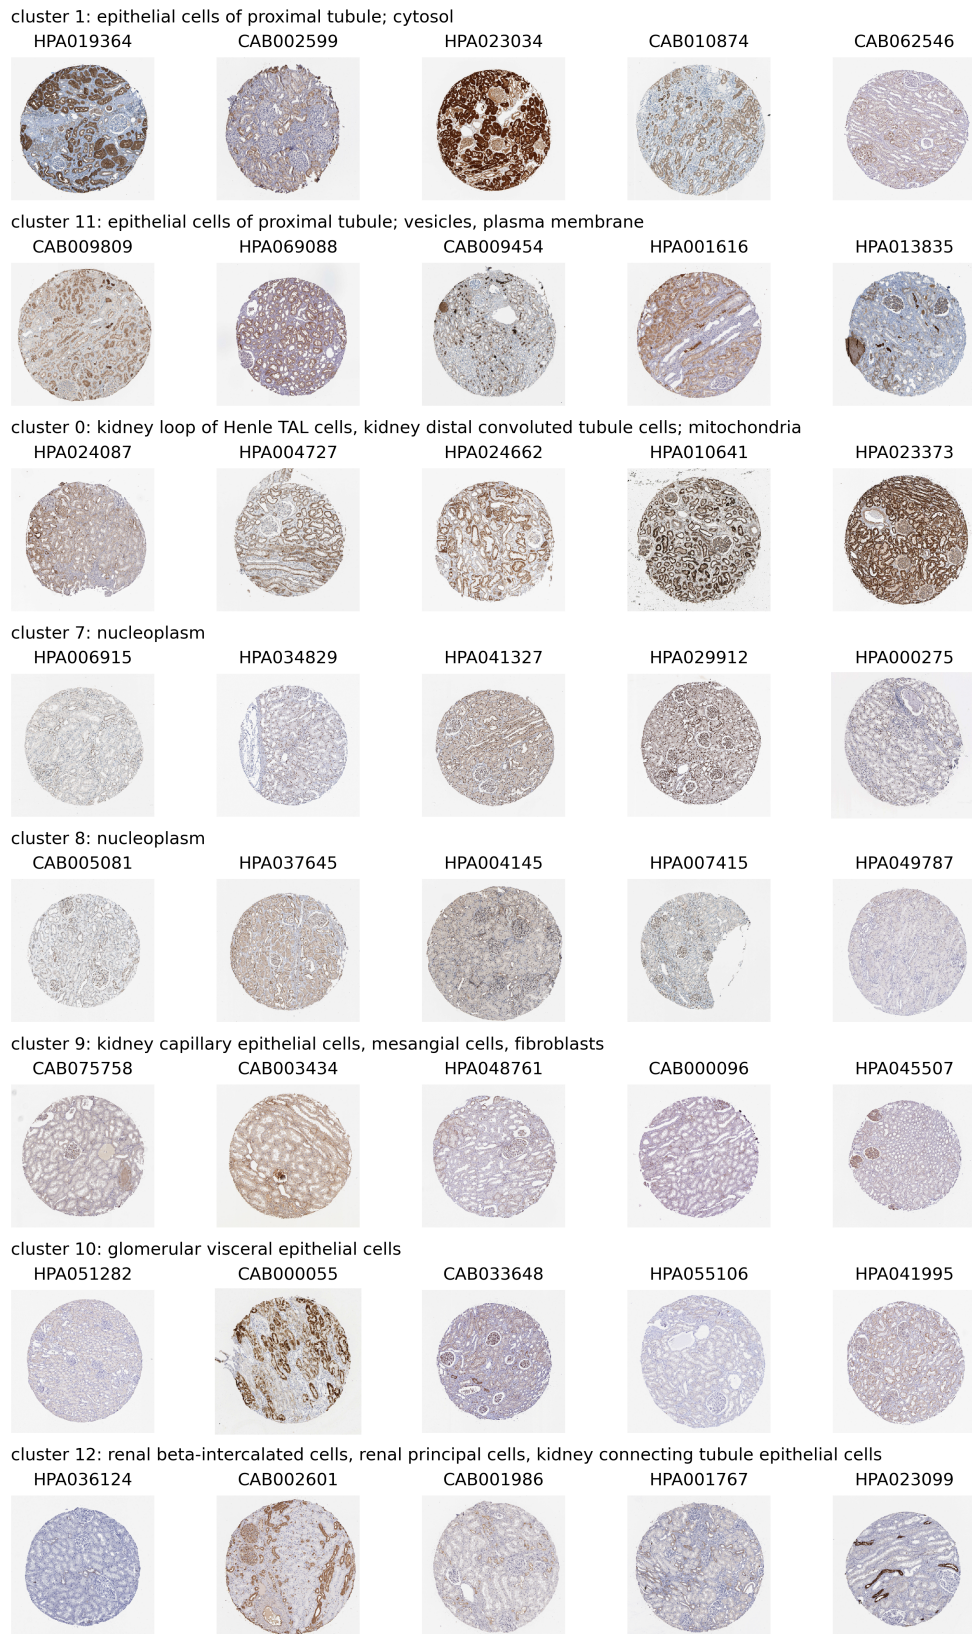 cluster 1: epithelial cells of proximal tubule; cytosol
HPA019364 CAB002599 HPA023034 CAB010874 CAB062546
cluster 11: epithelial cells of proximal tubule; vesicles, plasma membrane
CAB009809 HPA069088 CAB009454 HPA001616 HPA013835
cluster 0: kidney loop of Henle TAL cells, kidney distal convoluted tubule cells; mitochondria
HPA024087 HPA004727 HPA024662 HPA010641 HPA023373
cluster 7: nucleoplasm
HPA006915 HPA034829 HPA041327 HPA029912 HPA000275
cluster 8: nucleoplasm
CAB005081 HPA037645 HPA004145 HPA007415 HPA049787
cluster 9: kidney capillary epithelial cells, mesangial cells, fibroblasts
CAB075758 CAB003434 HPA048761 CAB000096 HPA045507
cluster 10: glomerular visceral epithelial cells
HPA051282 CAB000055 CAB033648 HPA055106 HPA041995
cluster 12: renal beta-intercalated cells, renal principal cells, kidney connecting tubule epithelial cells
HPA036124 CAB002601 CAB001986 HPA001767 HPA023099